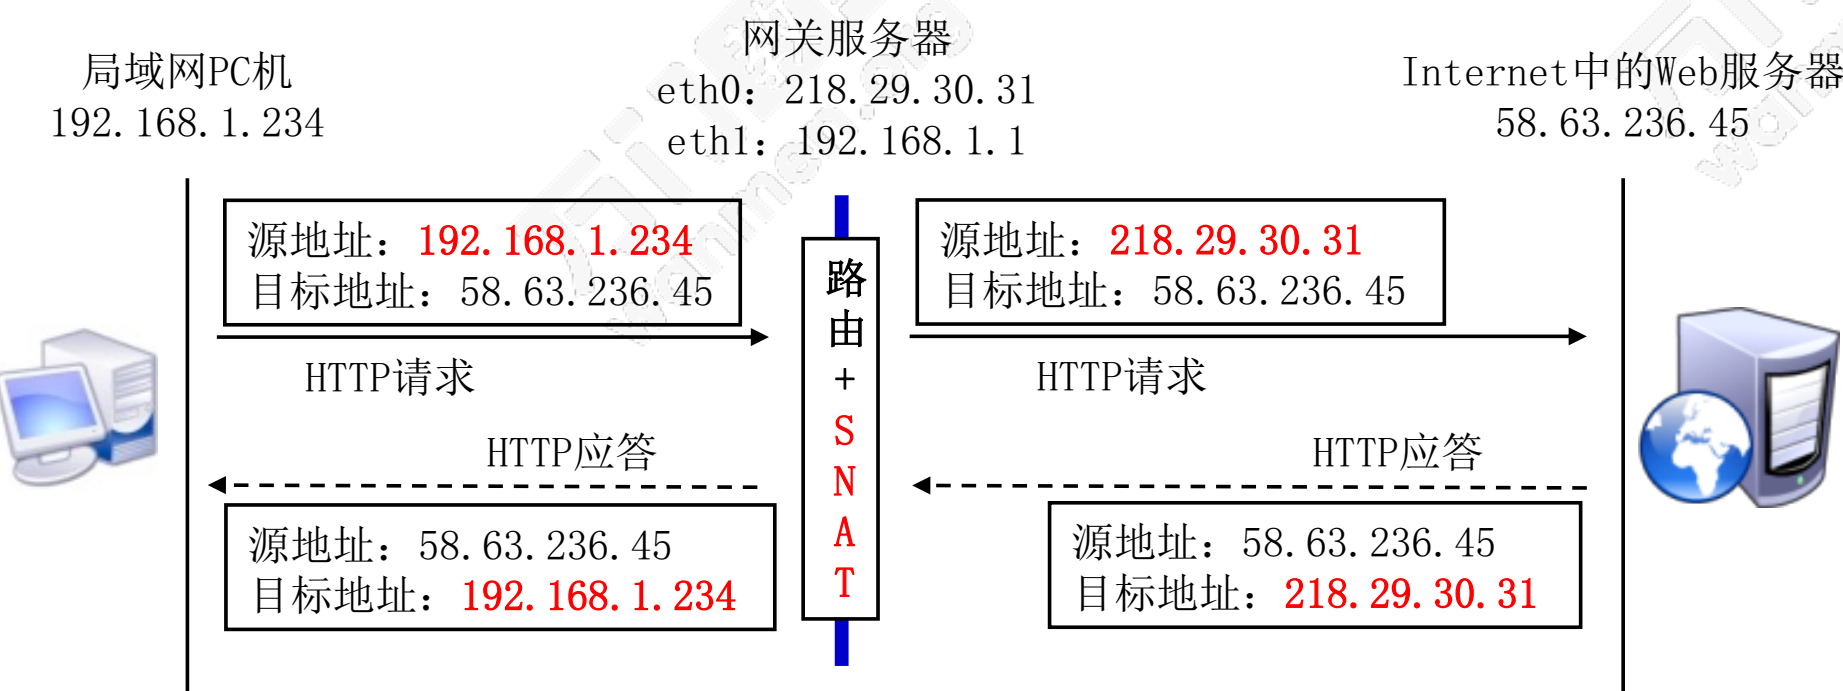 局域网PC机
192.168.1.234
网关服务器
eth0：218.29.30.31
eth1：192.168.1.1
Internet中的Web服务器
58.63.236.45
源地址：192.168.1.234
目标地址：58.63.236.45
HTTP请求
路由+SNAT
源地址：218.29.30.31
目标地址：58.63.236.45
HTTP请求
HTTP应答
源地址：58.63.236.45
目标地址：192.168.1.234
HTTP应答
源地址：58.63.236.45
目标地址：218.29.30.31